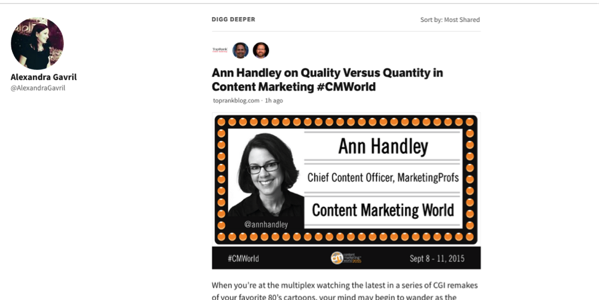 Alexandra Gavril
@AlexandraGavril
DIGG DEEPER
Sort by: Most Shared
Ann Handley on Quality Versus Quantity in
Content Marketing #CMWorld
toprankblog.com · 1h ago
Ann Handley
Chief Content Officer, MarketingProfs
Content Marketing World
@annhandley
#CMWorld
Sept 8 - 11, 2015
When you're at the multiplex watching the latest in a series of CGI remakes
of your favorite 80's cartoons, your mind may begin to wander as the